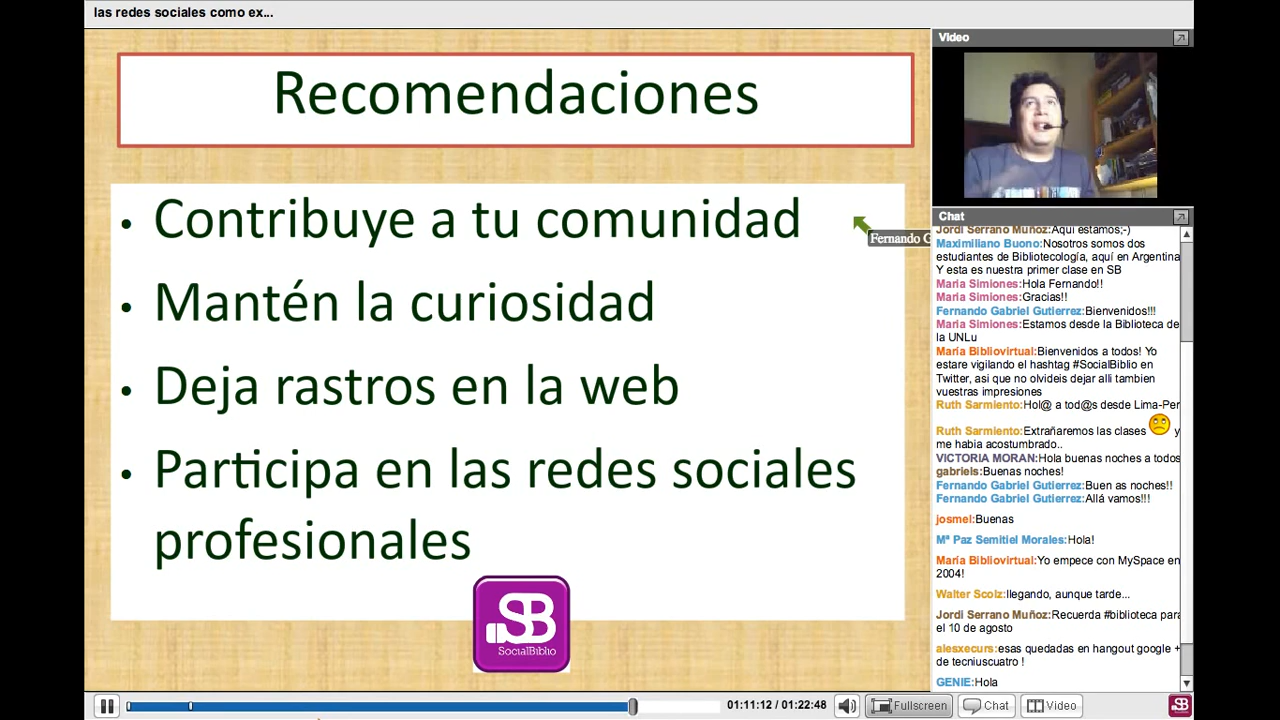 las redes sociales como ex...
Recomendaciones
• Contribuye a tu comunidad
• Mantén la curiosidad
• Deja rastros en la web
• Participa en las redes sociales
profesionales
SB
SocialBiblio
Fernando G
Video
Chat
Jordi Serrano Muñoz:Aquí estamos;-)
Maximiliano Buono:Nosotros somos dos
estudiantes de Bibliotecología, aquí en Argentina
Y esta es nuestra primer clase en SB
Maria Simiones:Hola Fernando!!
Maria Simiones:Gracias!!
Fernando Gabriel Gutierrez:Bienvenidos!!!
Maria Simiones:Estamos desde la Biblioteca de
la UNLu
María Bibliovirtual:Bienvenidos a todos! Yo
estare vigilando el hashtag #SocialBiblio en
Twitter, asi que no olvideis dejar alli tambien
vuestras impresiones
Ruth Sarmiento:Hol@ a tod@s desde Lima-Per
Ruth Sarmiento:Extrañaremos las clases y
me habia acostumbrado..
VICTORIA MORAN:Hola buenas noches a todos
gabriels:Buenas noches!
Fernando Gabriel Gutierrez:Buen as noches!!
Fernando Gabriel Gutierrez:Allá vamos!!!
josmel:Buenas
Mª Paz Semitiel Morales:Hola!
María Bibliovirtual:Yo empece con MySpace en
2004!
Walter Scolz:llegando, aunque tarde...
Jordi Serrano Muñoz:Recuerda #biblioteca para
el 10 de agosto
alesxecurs:esas quedadas en hangout google +
de tecniuscuatro !
GENIE:Hola
01:11:12 / 01:22:48
Fullscreen
Chat
Video
SB